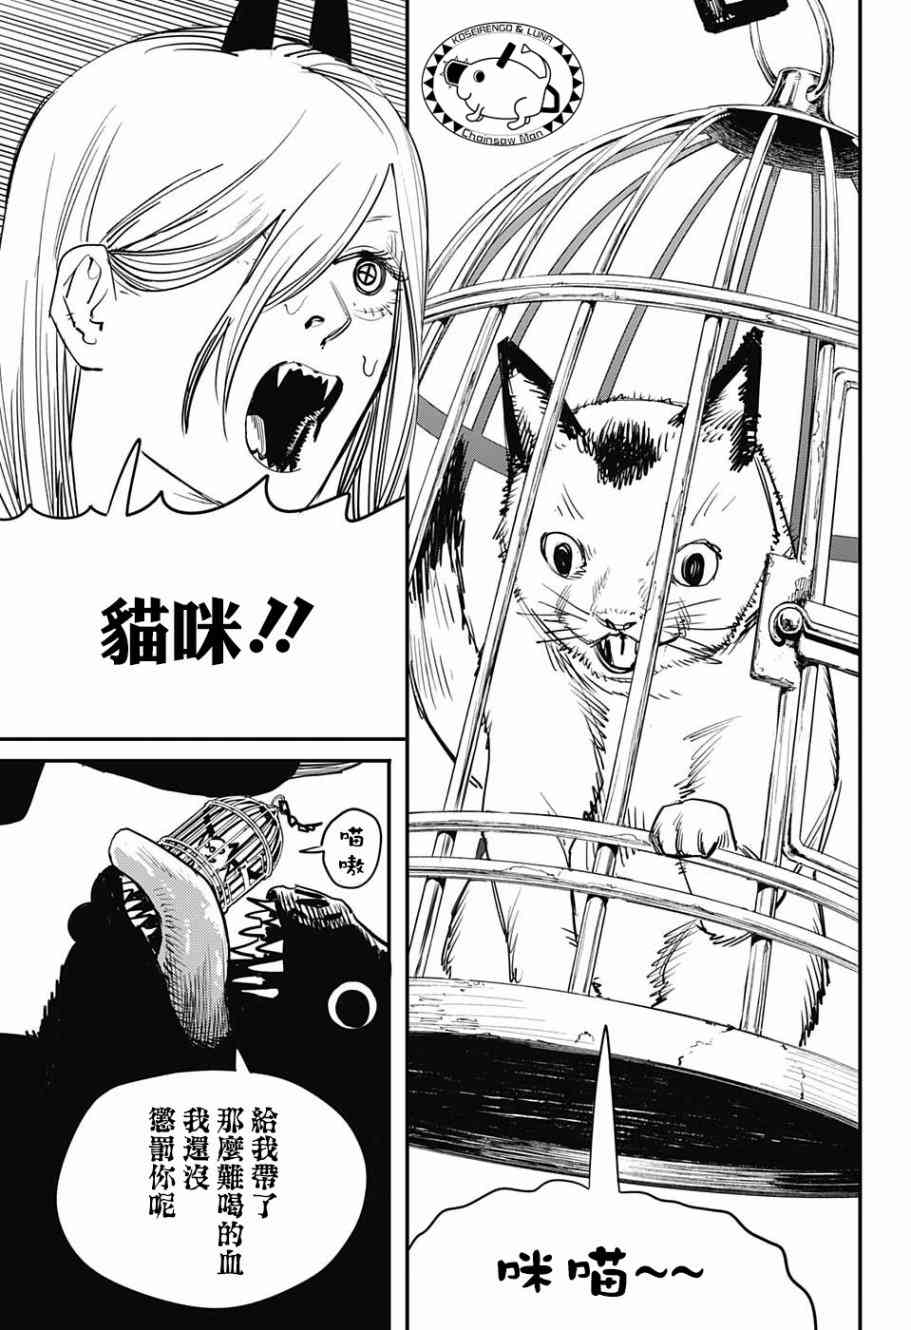 KOSEIRENGO & LUNA
Chainsaw Man
咪喵~~
貓咪!!
喵
嗷
給我帶了
那麼難喝的血
我還沒
懲罰你呢